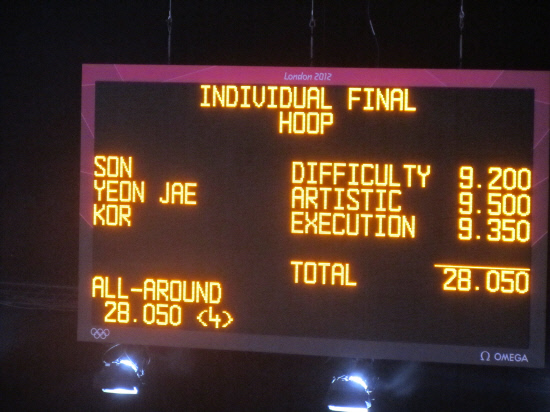 London 2012
INDIVIDUAL FINAL
HOOP
SON
YEON JAE
KOR
DIFFICULTY 9.200
ARTISTIC 9.500
EXECUTION 9.350
TOTAL 28.050
ALL-AROUND
28.050 <4>
Ω OMEGA